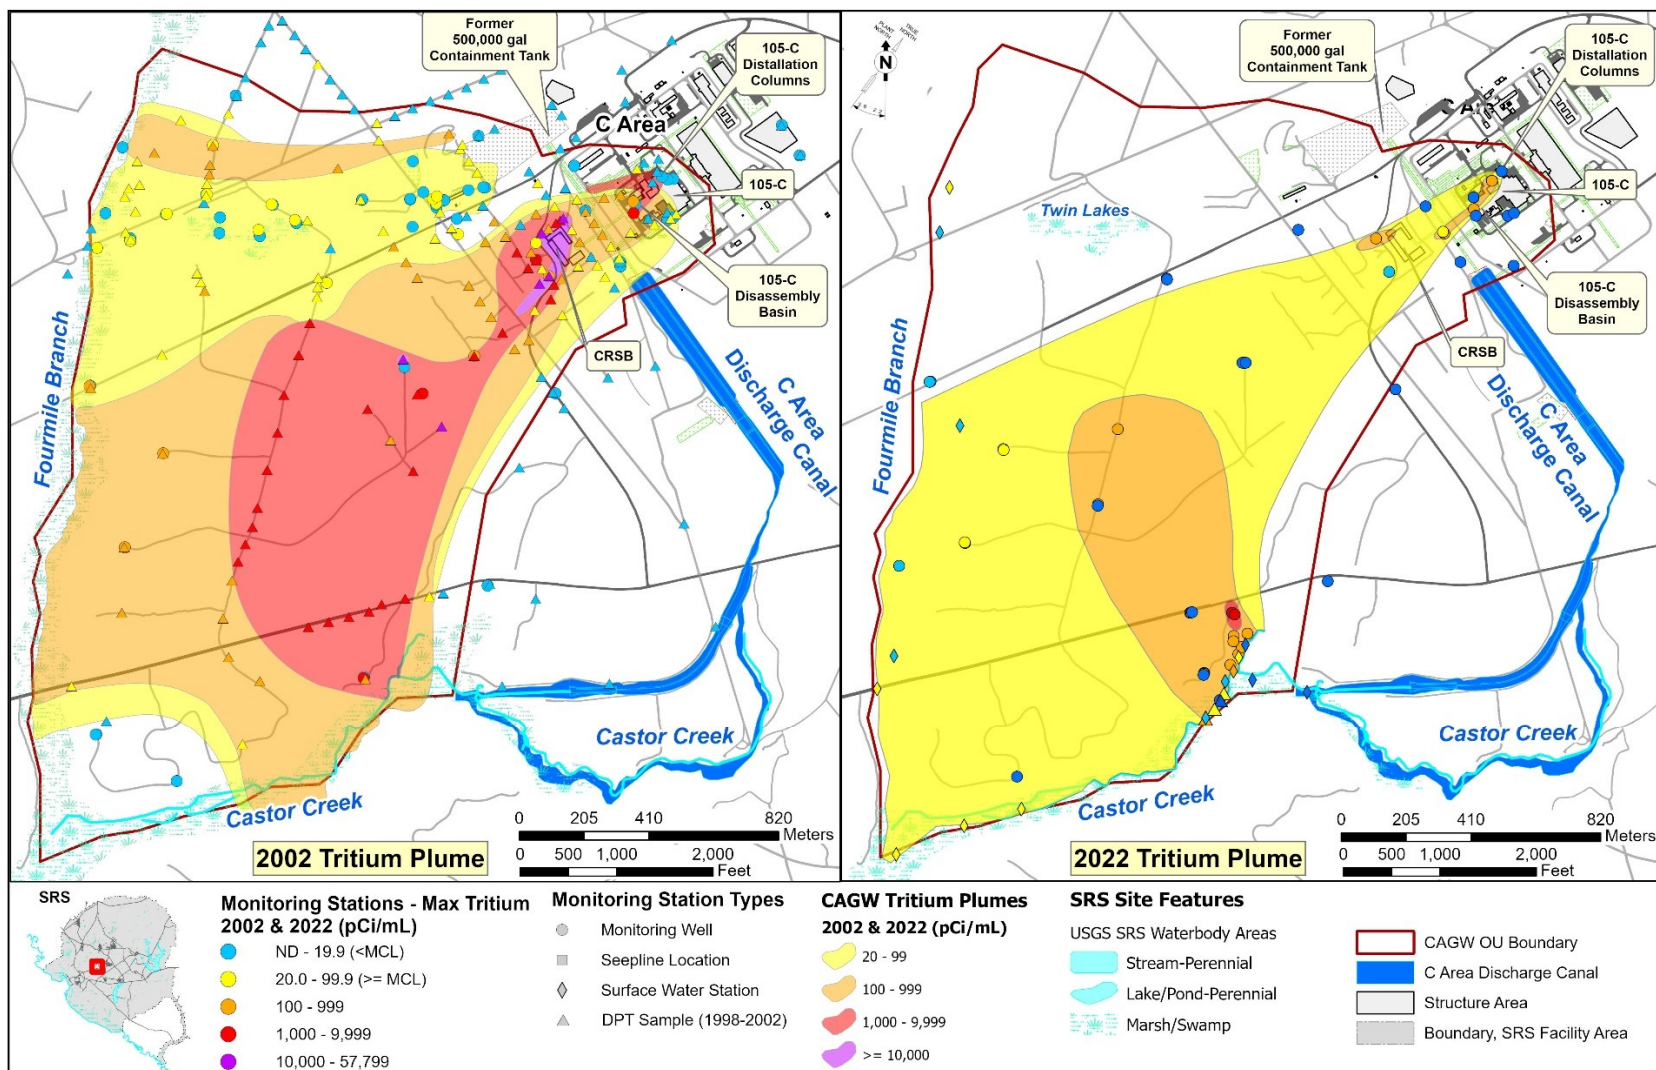 Former
500,000 gal
Containment Tank
105-C
Distallation
Columns
C Area
105-C
105-C
Disassembly
Basin
CRSB
Fourmile Branch
C Area
Discharge Canal
Castor Creek
Castor Creek
0 205 410 820
Meters
0 500 1,000 2,000
Feet
2002 Tritium Plume
PLANT
NORTH
TRUE
NORTH
N
Former
500,000 gal
Containment Tank
105-C
Distallation
Columns
105-C
Twin Lakes
105-C
Disassembly
Basin
CRSB
Fourmile Branch
C Area
Discharge Canal
Castor Creek
Castor Creek
0 205 410 820
Meters
0 500 1,000 2,000
Feet
2022 Tritium Plume
SRS
Monitoring Stations - Max Tritium
2002 & 2022 (pCi/mL)
ND - 19.9 (<MCL)
20.0 - 99.9 (>= MCL)
100 - 999
1,000 - 9,999
10,000 - 57,799
Monitoring Station Types
Monitoring Well
Seepline Location
Surface Water Station
DPT Sample (1998-2002)
CAGW Tritium Plumes
2002 & 2022 (pCi/mL)
20 - 99
100 - 999
1,000 - 9,999
>= 10,000
SRS Site Features
USGS SRS Waterbody Areas
Stream-Perennial
Lake/Pond-Perennial
Marsh/Swamp
CAGW OU Boundary
C Area Discharge Canal
Structure Area
Boundary, SRS Facility Area